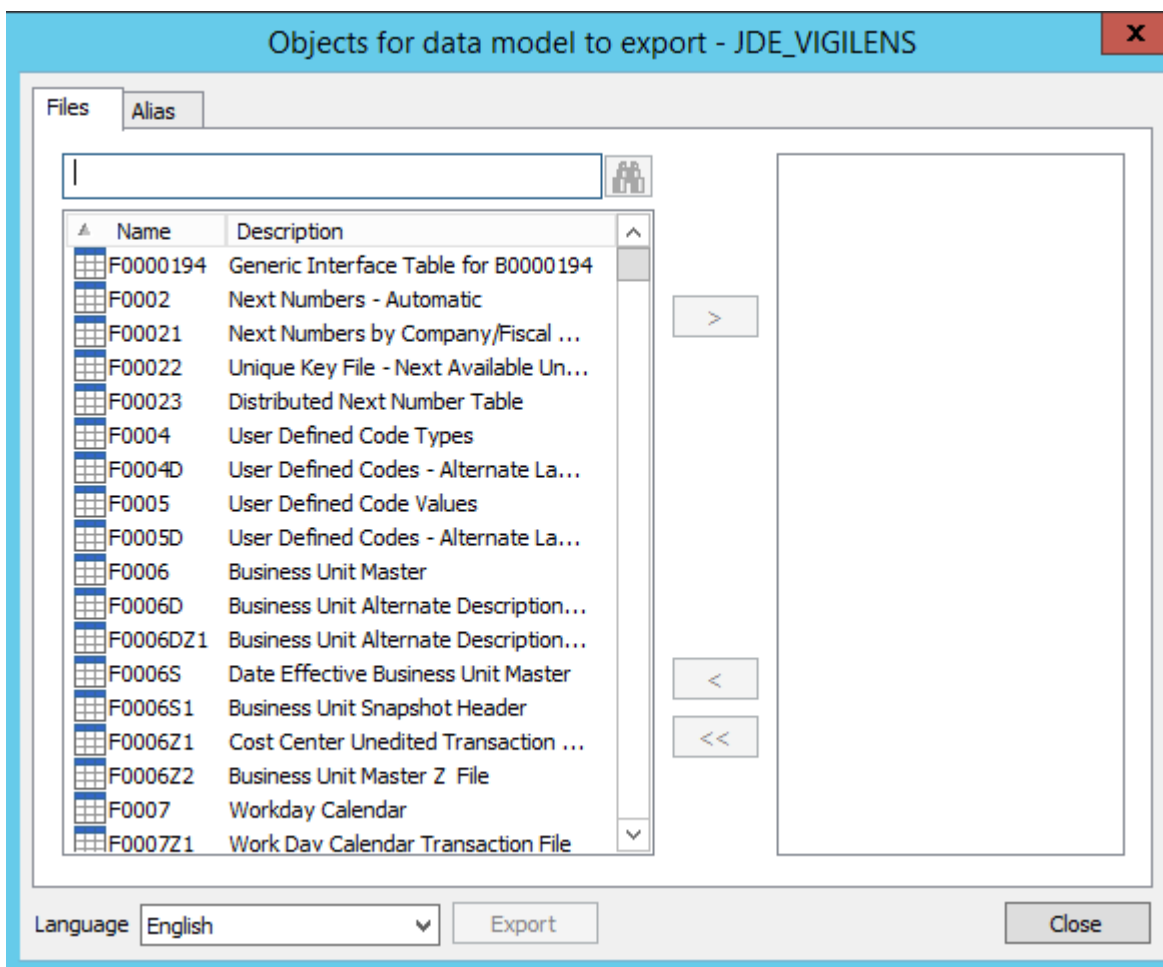 Objects for data model to export - JDE_VIGILENS
x
Files Alias
Name Description
F0000194 Generic Interface Table for B0000194
F0002 Next Numbers - Automatic
F00021 Next Numbers by Company/Fiscal ...
F00022 Unique Key File - Next Available Un...
F00023 Distributed Next Number Table
F0004 User Defined Code Types
F0004D User Defined Codes - Alternate La...
F0005 User Defined Code Values
F0005D User Defined Codes - Alternate La...
F0006 Business Unit Master
F0006D Business Unit Alternate Description...
F0006DZ1 Business Unit Alternate Description...
F0006S Date Effective Business Unit Master
F0006S1 Business Unit Snapshot Header
F0006Z1 Cost Center Unedited Transaction ...
F0006Z2 Business Unit Master Z File
F0007 Workday Calendar
F0007Z1 Work Day Calendar Transaction File
>
<
<<
Language English Export Close